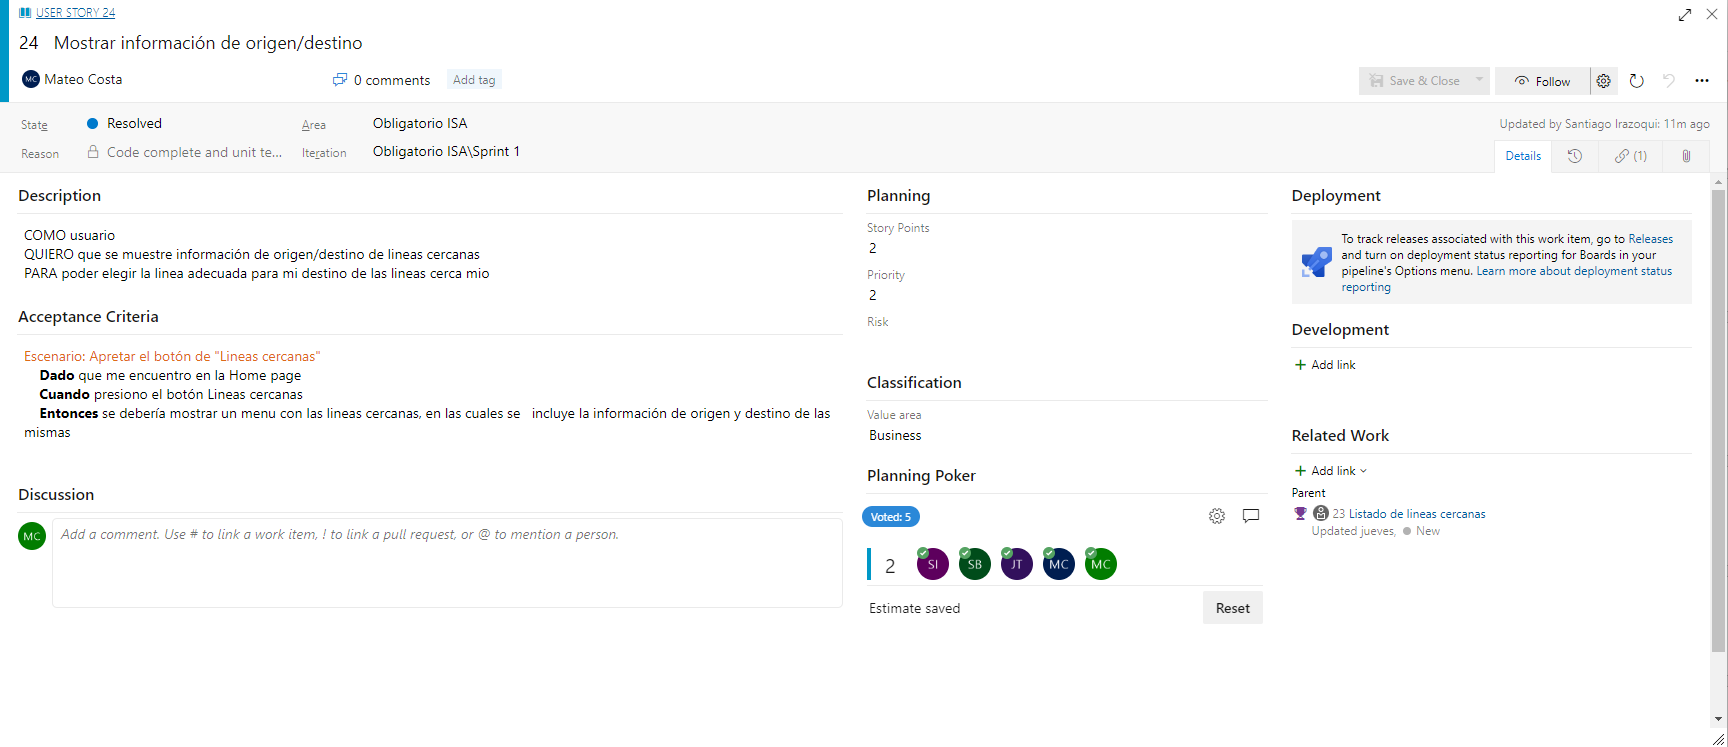 USER STORY 24
24 Mostrar información de origen/destino
MC Mateo Costa
0 comments
Add tag
Save & Close
Follow
State
Resolved
Area
Obligatorio ISA
Updated by Santiago Irazoqui: 11m ago
Reason
Code complete and unit te...
Iteration
Obligatorio ISA\Sprint 1
Details
(1)
Description
COMO usuario
QUIERO que se muestre información de origen/destino de lineas cercanas
PARA poder elegir la linea adecuada para mi destino de las lineas cerca mio
Acceptance Criteria
Escenario: Apretar el botón de "Lineas cercanas"
Dado que me encuentro en la Home page
Cuando presiono el botón Lineas cercanas
Entonces se debería mostrar un menu con las lineas cercanas, en las cuales se incluye la información de origen y destino de las
mismas
Discussion
MC
Add a comment. Use # to link a work item, ! to link a pull request, or @ to mention a person.
Planning
Story Points
2
Priority
2
Risk
Classification
Value area
Business
Planning Poker
Voted: 5
2 SI SB JT MC MC
Estimate saved
Reset
Deployment
To track releases associated with this work item, go to Releases
and turn on deployment status reporting for Boards in your
pipeline's Options menu. Learn more about deployment status
reporting
Development
Add link
Related Work
Add link
Parent
23 Listado de lineas cercanas
Updated jueves, New